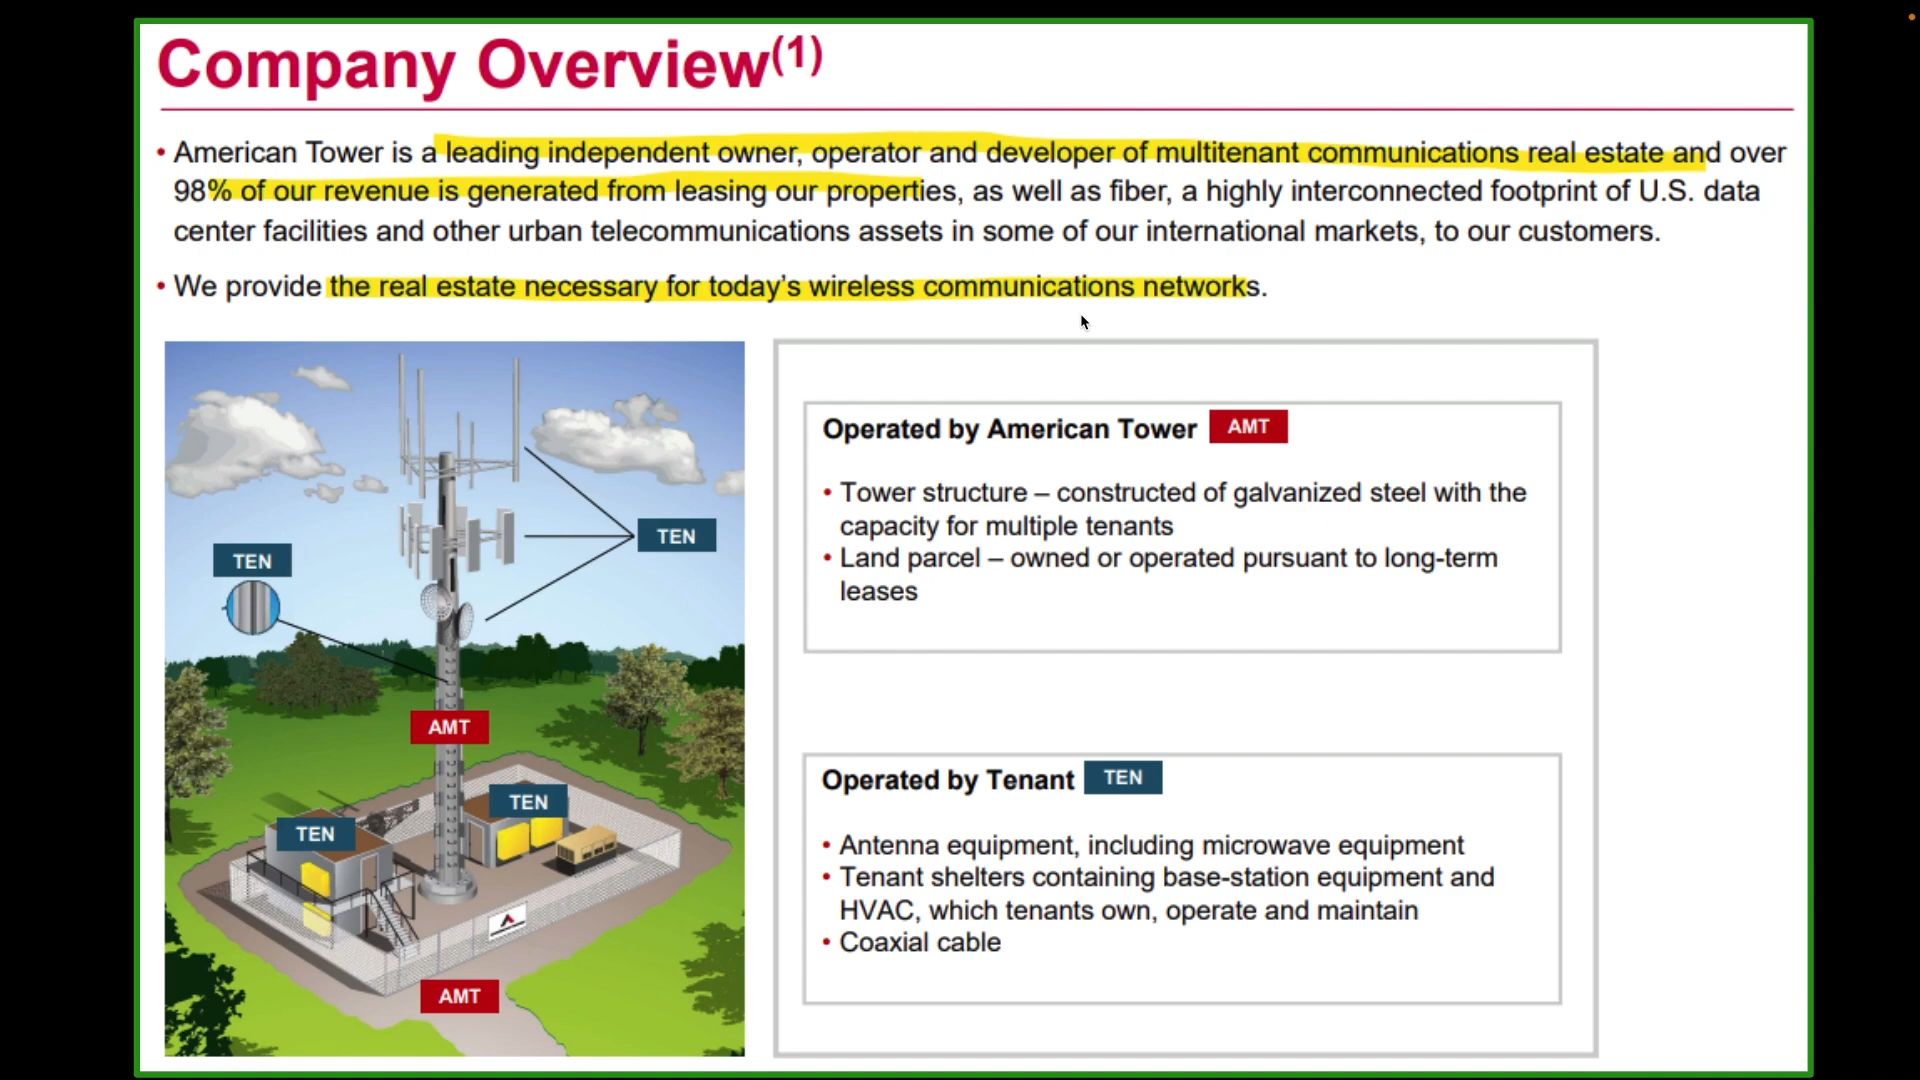 Company Overview(1)
• American Tower is a leading independent owner, operator and developer of multitenant communications real estate and over
98% of our revenue is generated from leasing our properties, as well as fiber, a highly interconnected footprint of U.S. data
center facilities and other urban telecommunications assets in some of our international markets, to our customers.
• We provide the real estate necessary for today’s wireless communications networks.
TEN
TEN
AMT
TEN
TEN
AMT
Operated by American Tower AMT
• Tower structure – constructed of galvanized steel with the
capacity for multiple tenants
• Land parcel – owned or operated pursuant to long-term
leases
Operated by Tenant TEN
• Antenna equipment, including microwave equipment
• Tenant shelters containing base-station equipment and
HVAC, which tenants own, operate and maintain
• Coaxial cable